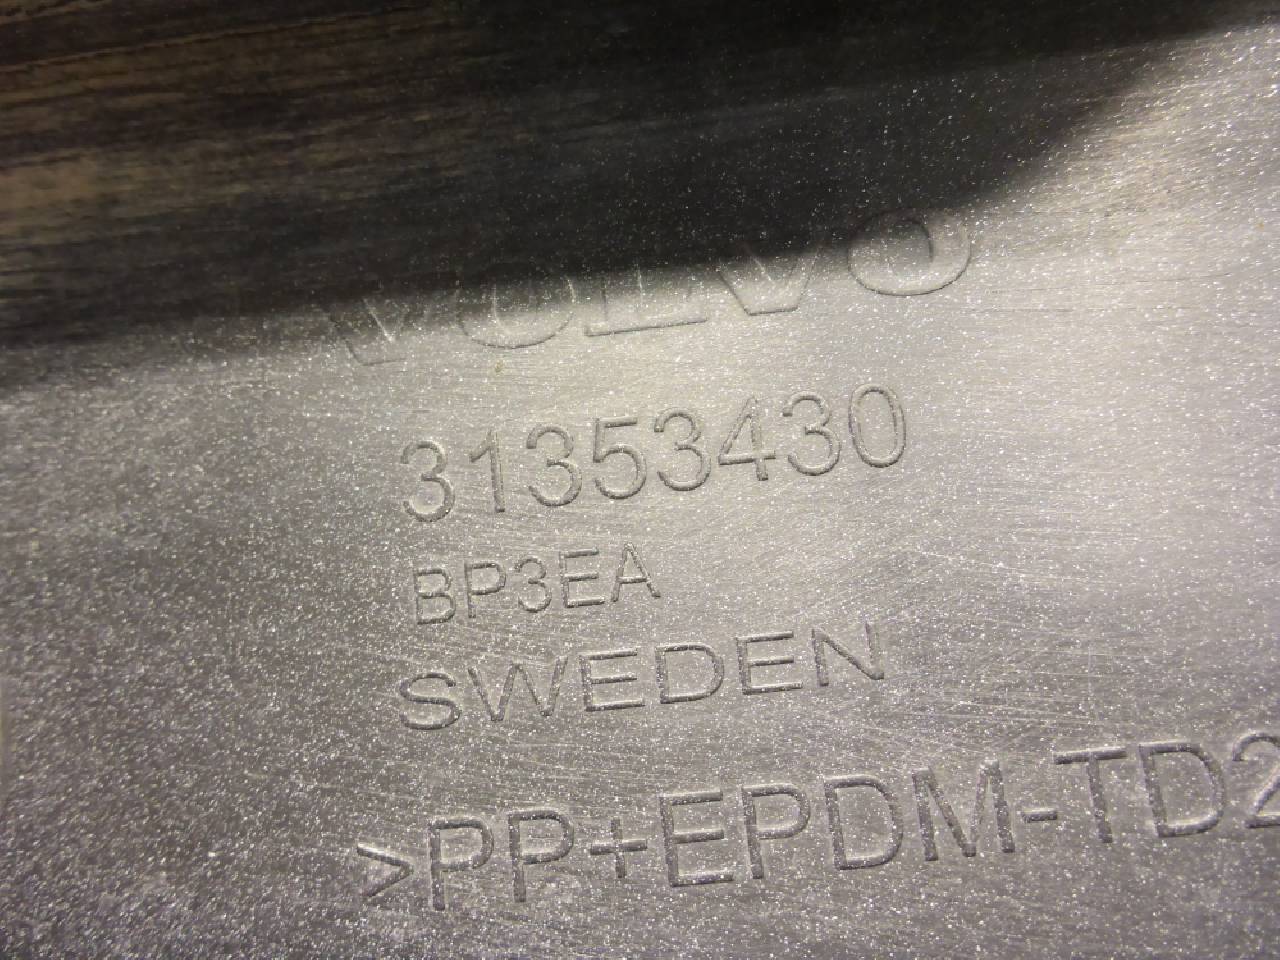 VOLVO
31353430
BP3EA
SWEDEN
>PP+EPDM-TD2